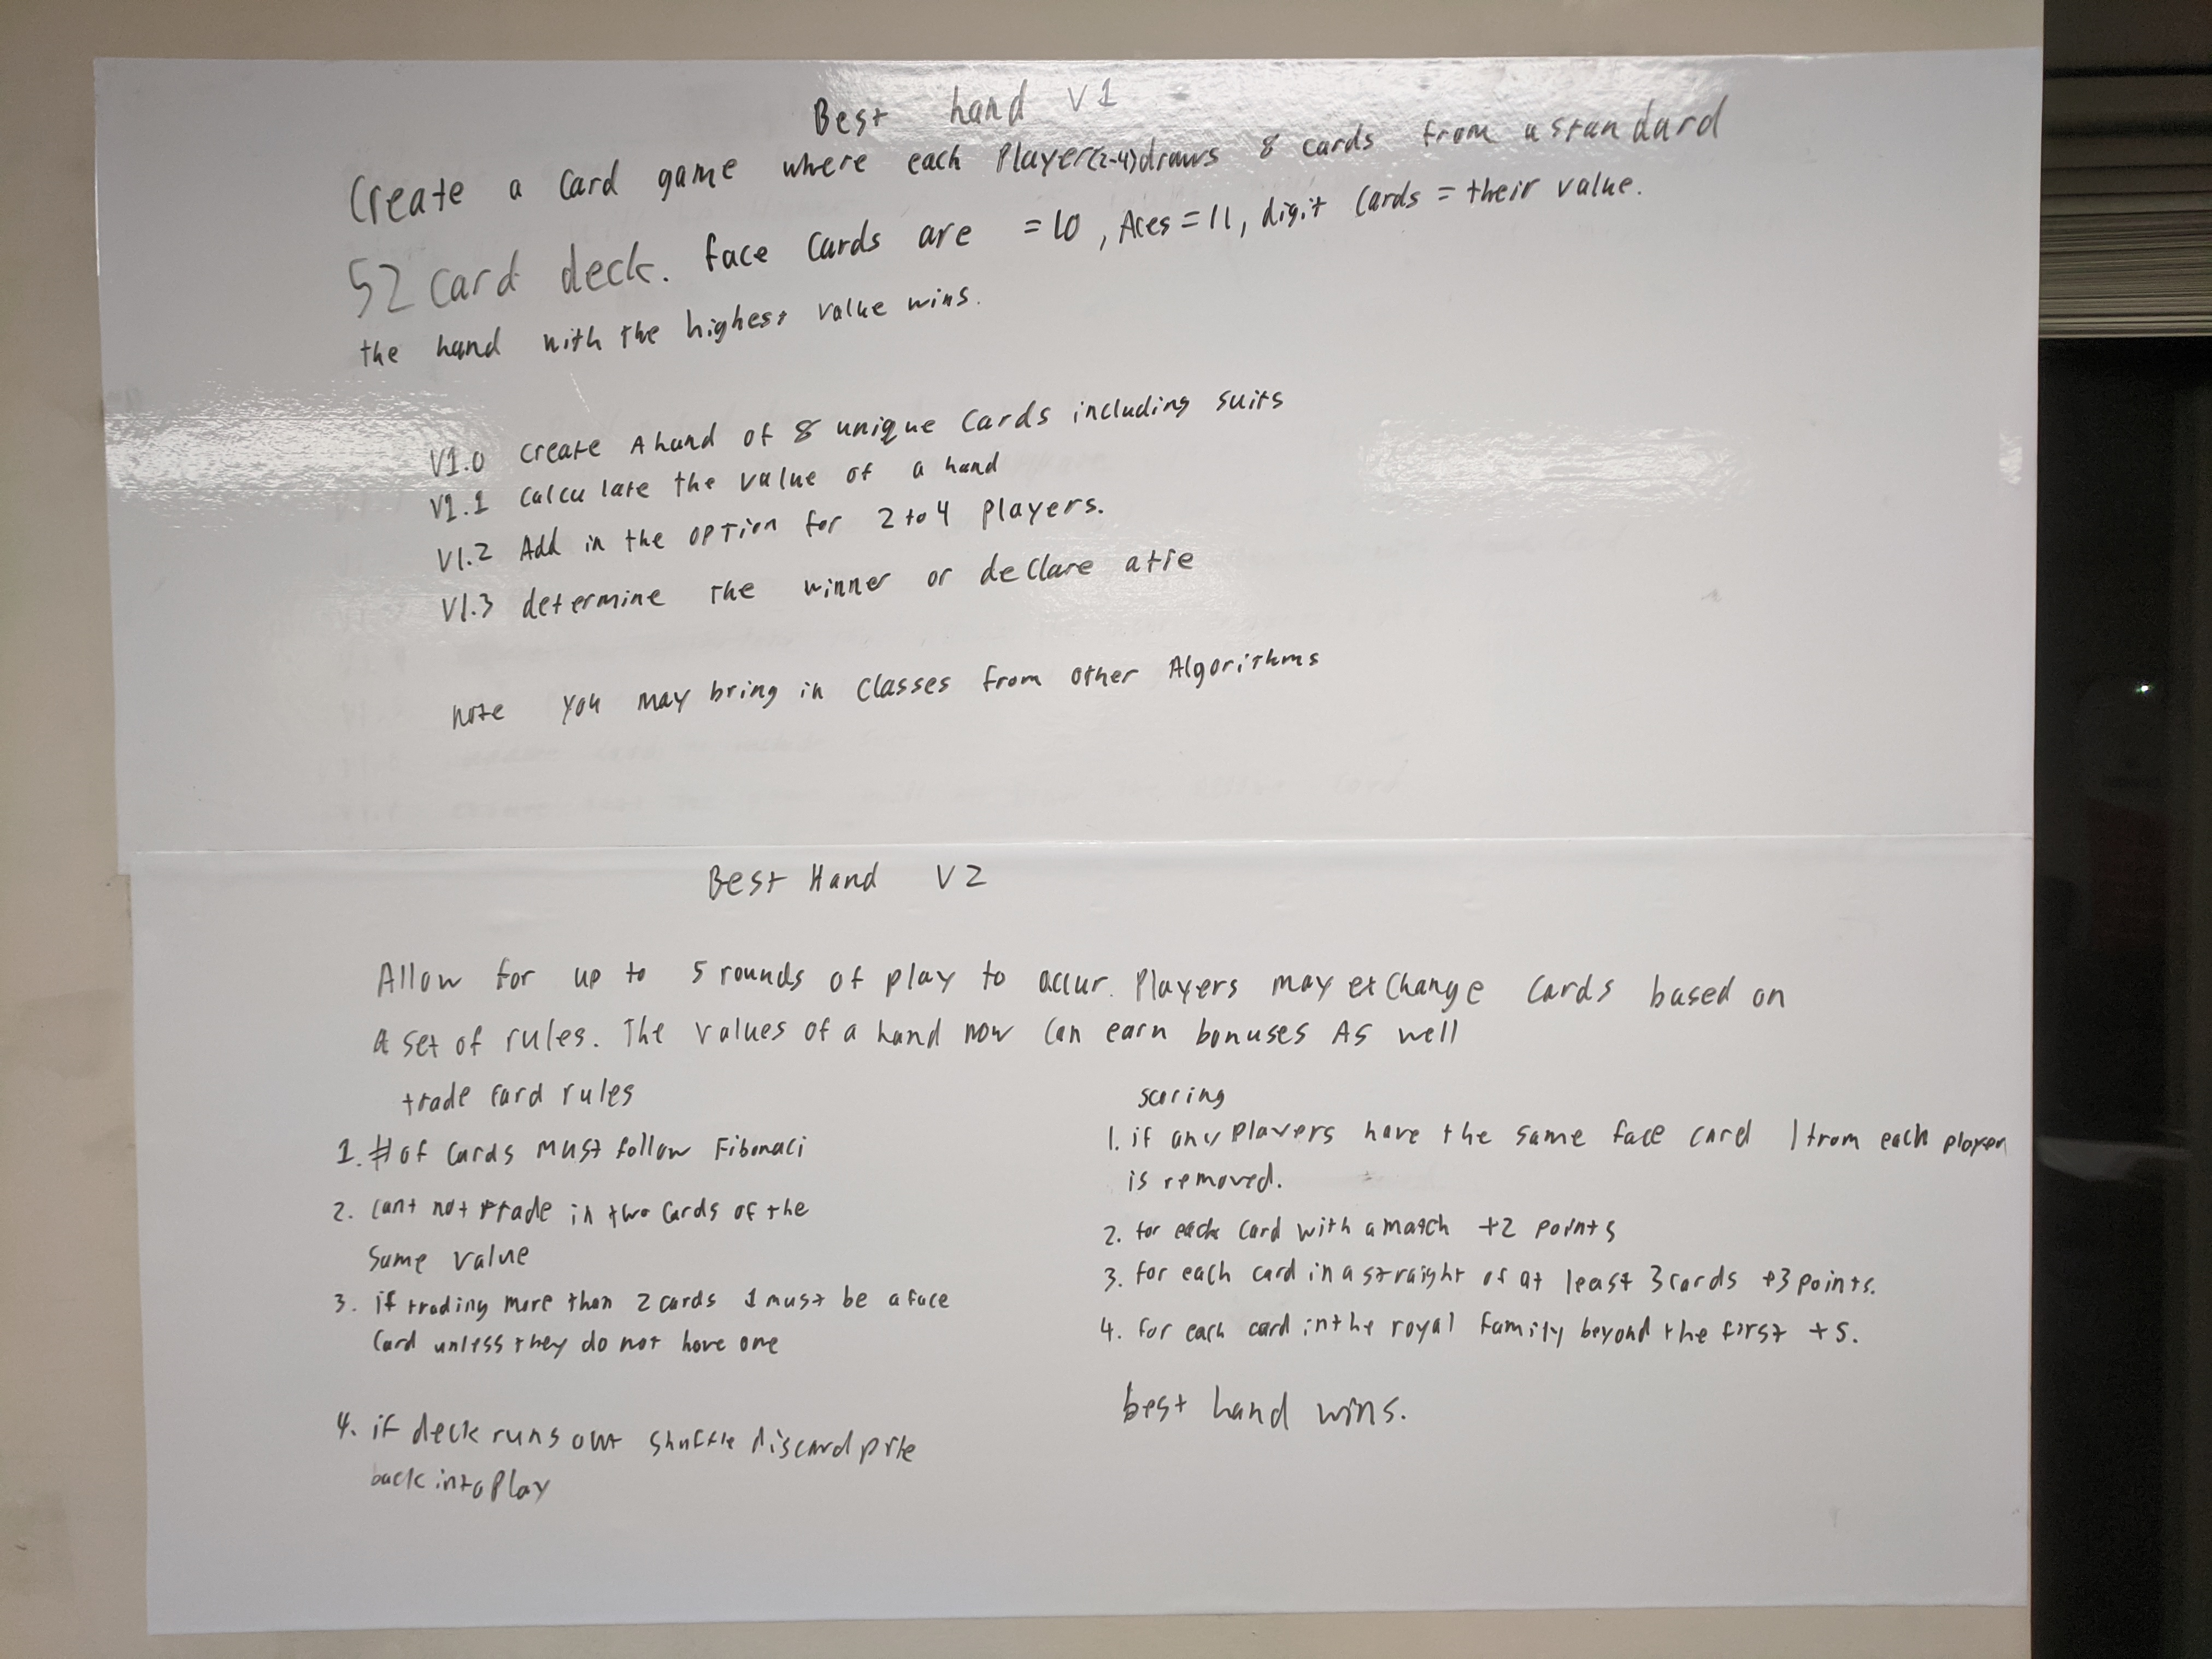 Best hand V1
Create a Card game where each Player(2-4)draws 8 cards from a standard
52 card deck. face Cards are =10, Aces=11, digit Cards = their value.
the hand with the highest value wins.
V1.0 Create A hand of 8 unique Cards including suits
V1.1 Calculate the value of a hand
V1.2 Add in the OPTion for 2 to 4 players.
V1.3 determine The winner or declare a tie
note you may bring in Classes from other Algorithms
Best Hand V2
Allow for up to 5 rounds of play to occur. Players may exChange Cards based on
A set of rules. The values of a hand now Can earn bonuses As well
trade Card rules
1. # of Cards Must follow Fibonaci
2. Cant not trade in two Cards of the
Same value
3. if trading more than 2 cards 1 must be a face
Card unless they do not have one
4. if deck runs out shuffle discard pile
back into Play
scoring
1. if any Players have the same face card 1 from each player
is removed.
2. for each Card with a match +2 points
3. for each card in a straight of at least 3 cards +3 points.
4. for each card in the royal family beyond the first +5.
best hand wins.